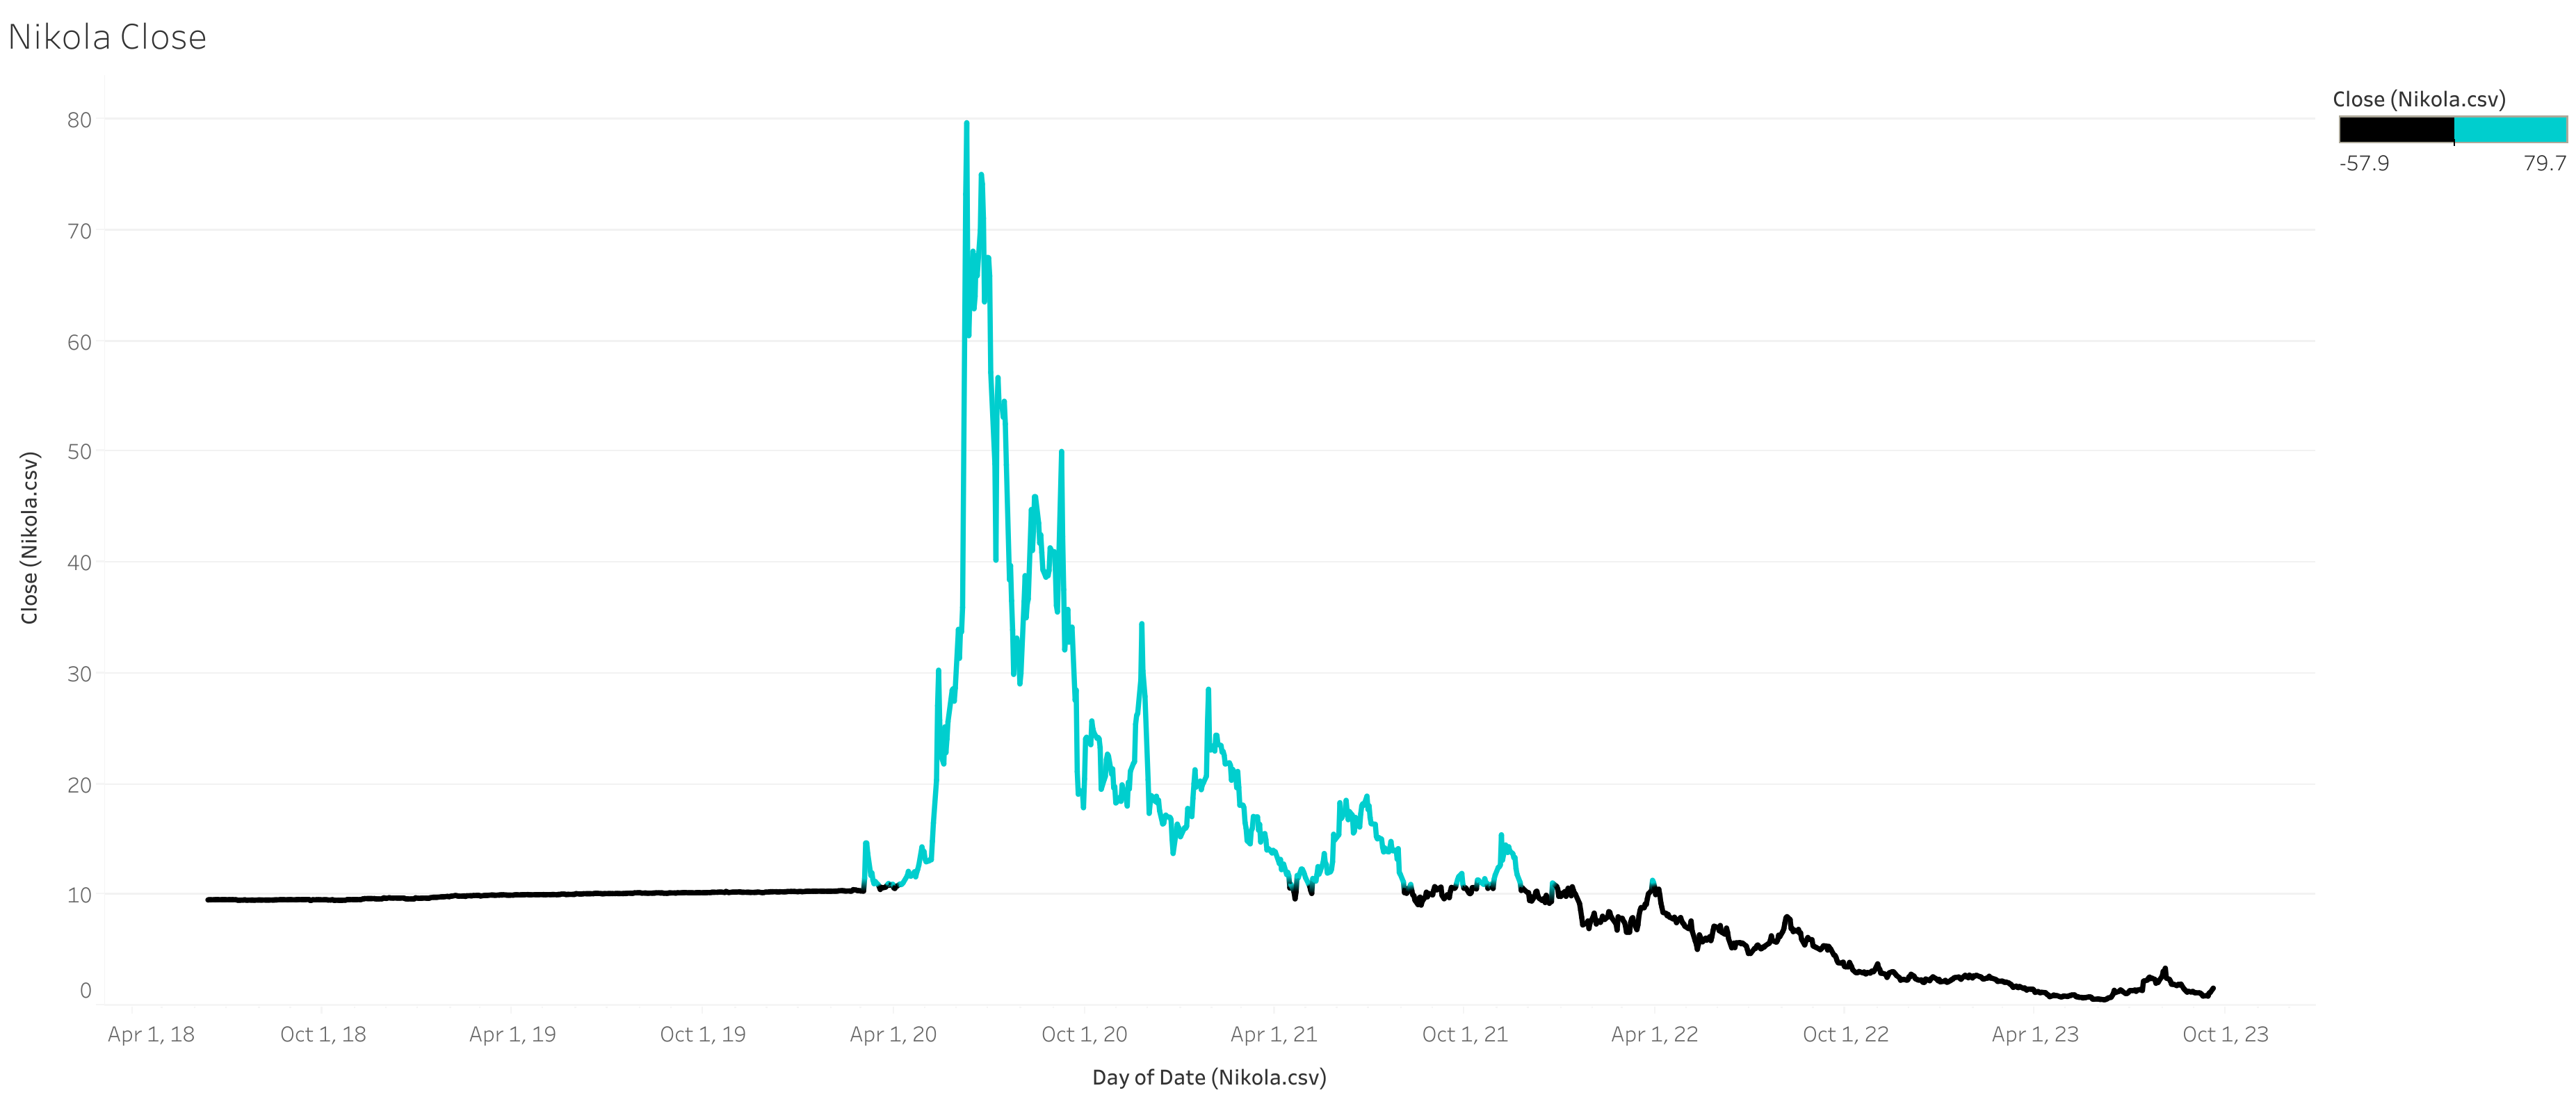 Nikola Close
Close (Nikola.csv)
-57.9 79.7
80
70
60
50
40
30
20
10
0
Close (Nikola.csv)
Apr 1, 18 Oct 1, 18 Apr 1, 19 Oct 1, 19 Apr 1, 20 Oct 1, 20 Apr 1, 21 Oct 1, 21 Apr 1, 22 Oct 1, 22 Apr 1, 23 Oct 1, 23
Day of Date (Nikola.csv)